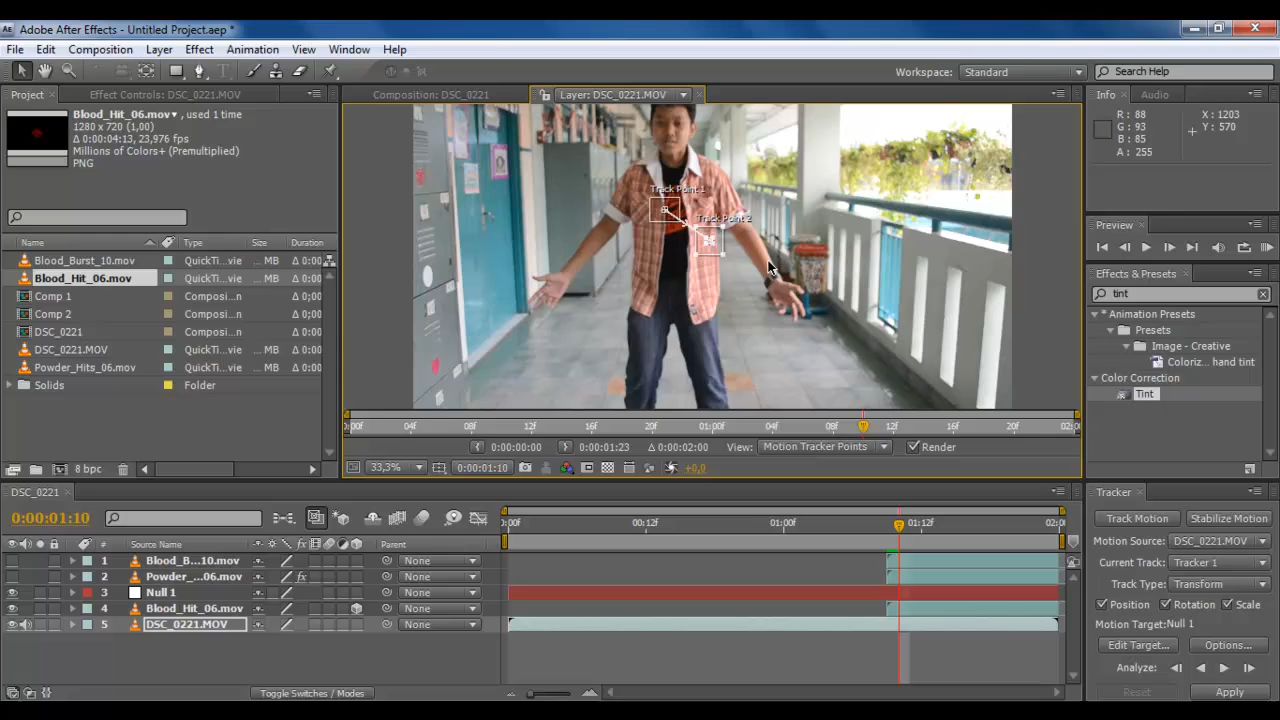 Adobe After Effects - Untitled Project.aep *
File Edit Composition Layer Effect Animation View Window Help
Workspace: Standard Search Help
Project Effect Controls: DSC_0221.MOV
Composition: DSC_0221 Layer: DSC_0221.MOV
Info Audio
Blood_Hit_06.mov , used 1 time
1280 x 720 (1,00)
Δ 0:00:04:13, 23,976 fps
Millions of Colors+ (Premultiplied)
PNG
R : 88
G : 93
B : 85
A : 255
X : 1203
Y : 570
Track Point 1
Track Point 2
Preview
Effects & Presets
tint
* Animation Presets
Presets
Image - Creative
Coloriz... hand tint
Color Correction
Tint
Name Type Size Duration
Blood_Burst_10.mov QuickTi...vie MB 0:00
Blood_Hit_06.mov QuickTi...vie MB 0:00
Comp 1 Composi...n 0;00
Comp 2 Composi...n 0;00
DSC_0221 Composi...n 0:00
DSC_0221.MOV QuickTi...vie MB 0:00
Powder_Hits_06.mov QuickTi...vie MB 0:00
Solids Folder
8 bpc
:00f 04f 08f 12f 16f 20f 01:00f 04f 08f 12f 16f 20f 02:0
0:00:00:00 0:00:01:23 Δ 0:00:02:00 View: Motion Tracker Points Render
33,3% 0:00:01:10 +0,0
DSC_0221
0:00:01:10
:00f 00:12f 01:00f 01:12f 02:0
# Source Name Parent
1 Blood_B...10.mov None
2 Powder_...06.mov None
3 Null 1 None
4 Blood_Hit_06.mov None
5 DSC_0221.MOV None
Toggle Switches / Modes
Tracker
Track Motion Stabilize Motion
Motion Source: DSC_0221.MOV
Current Track: Tracker 1
Track Type: Transform
Position Rotation Scale
Motion Target: Null 1
Edit Target... Options...
Analyze:
Reset Apply